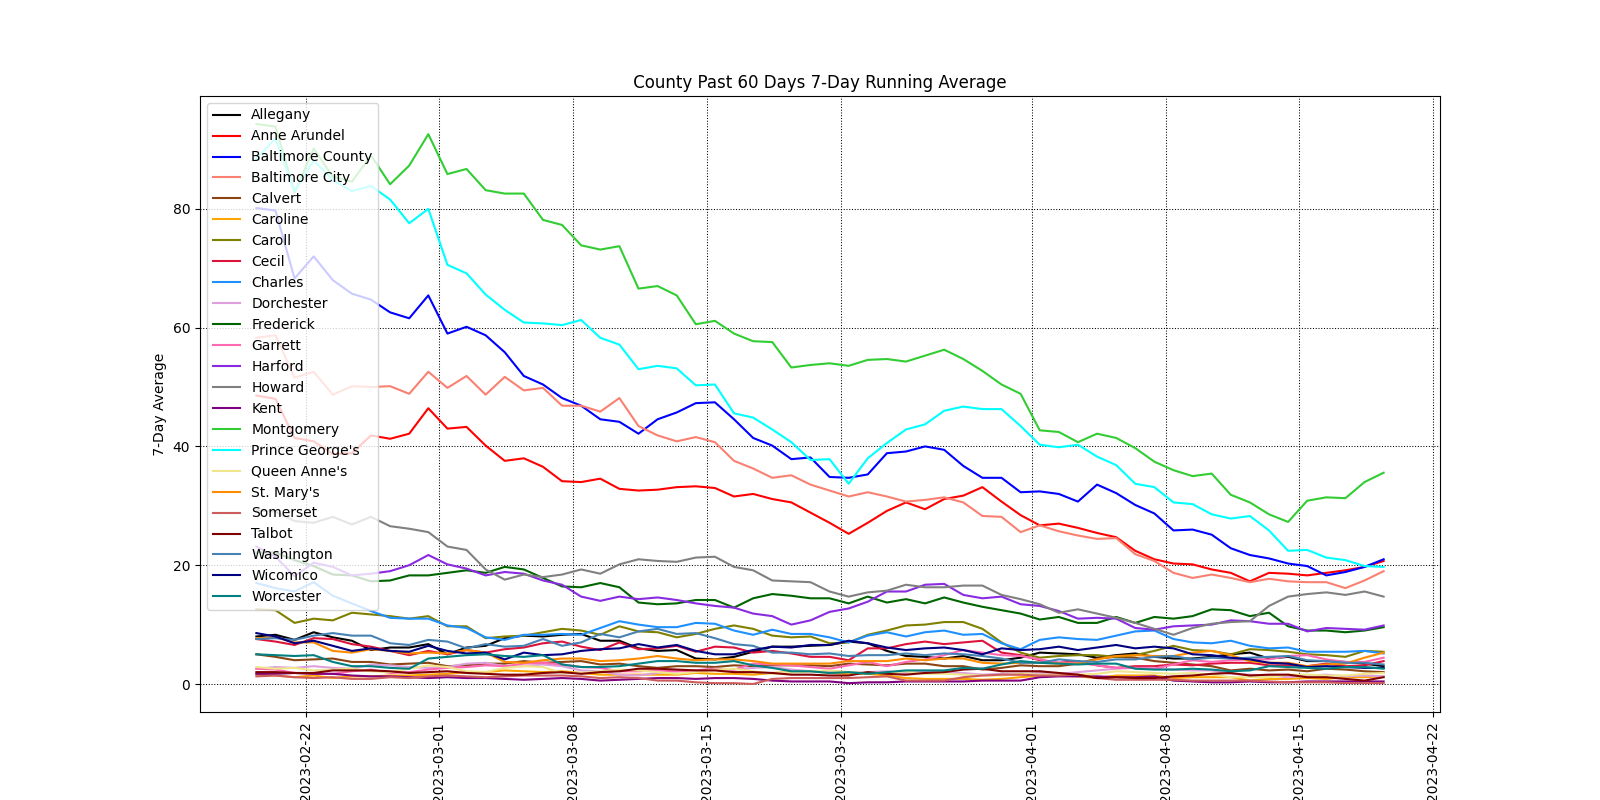 County Past 60 Days 7-Day Running Average
Allegany
Anne Arundel
Baltimore County
Baltimore City
Calvert
Caroline
Caroll
Cecil
Charles
Dorchester
Frederick
Garrett
Harford
Howard
Kent
Montgomery
Prince George's
Queen Anne's
St. Mary's
Somerset
Talbot
Washington
Wicomico
Worcester
7-Day Average
80
60
40
20
0
2023-02-22
2023-03-01
2023-03-08
2023-03-15
2023-03-22
2023-04-01
2023-04-08
2023-04-15
2023-04-22